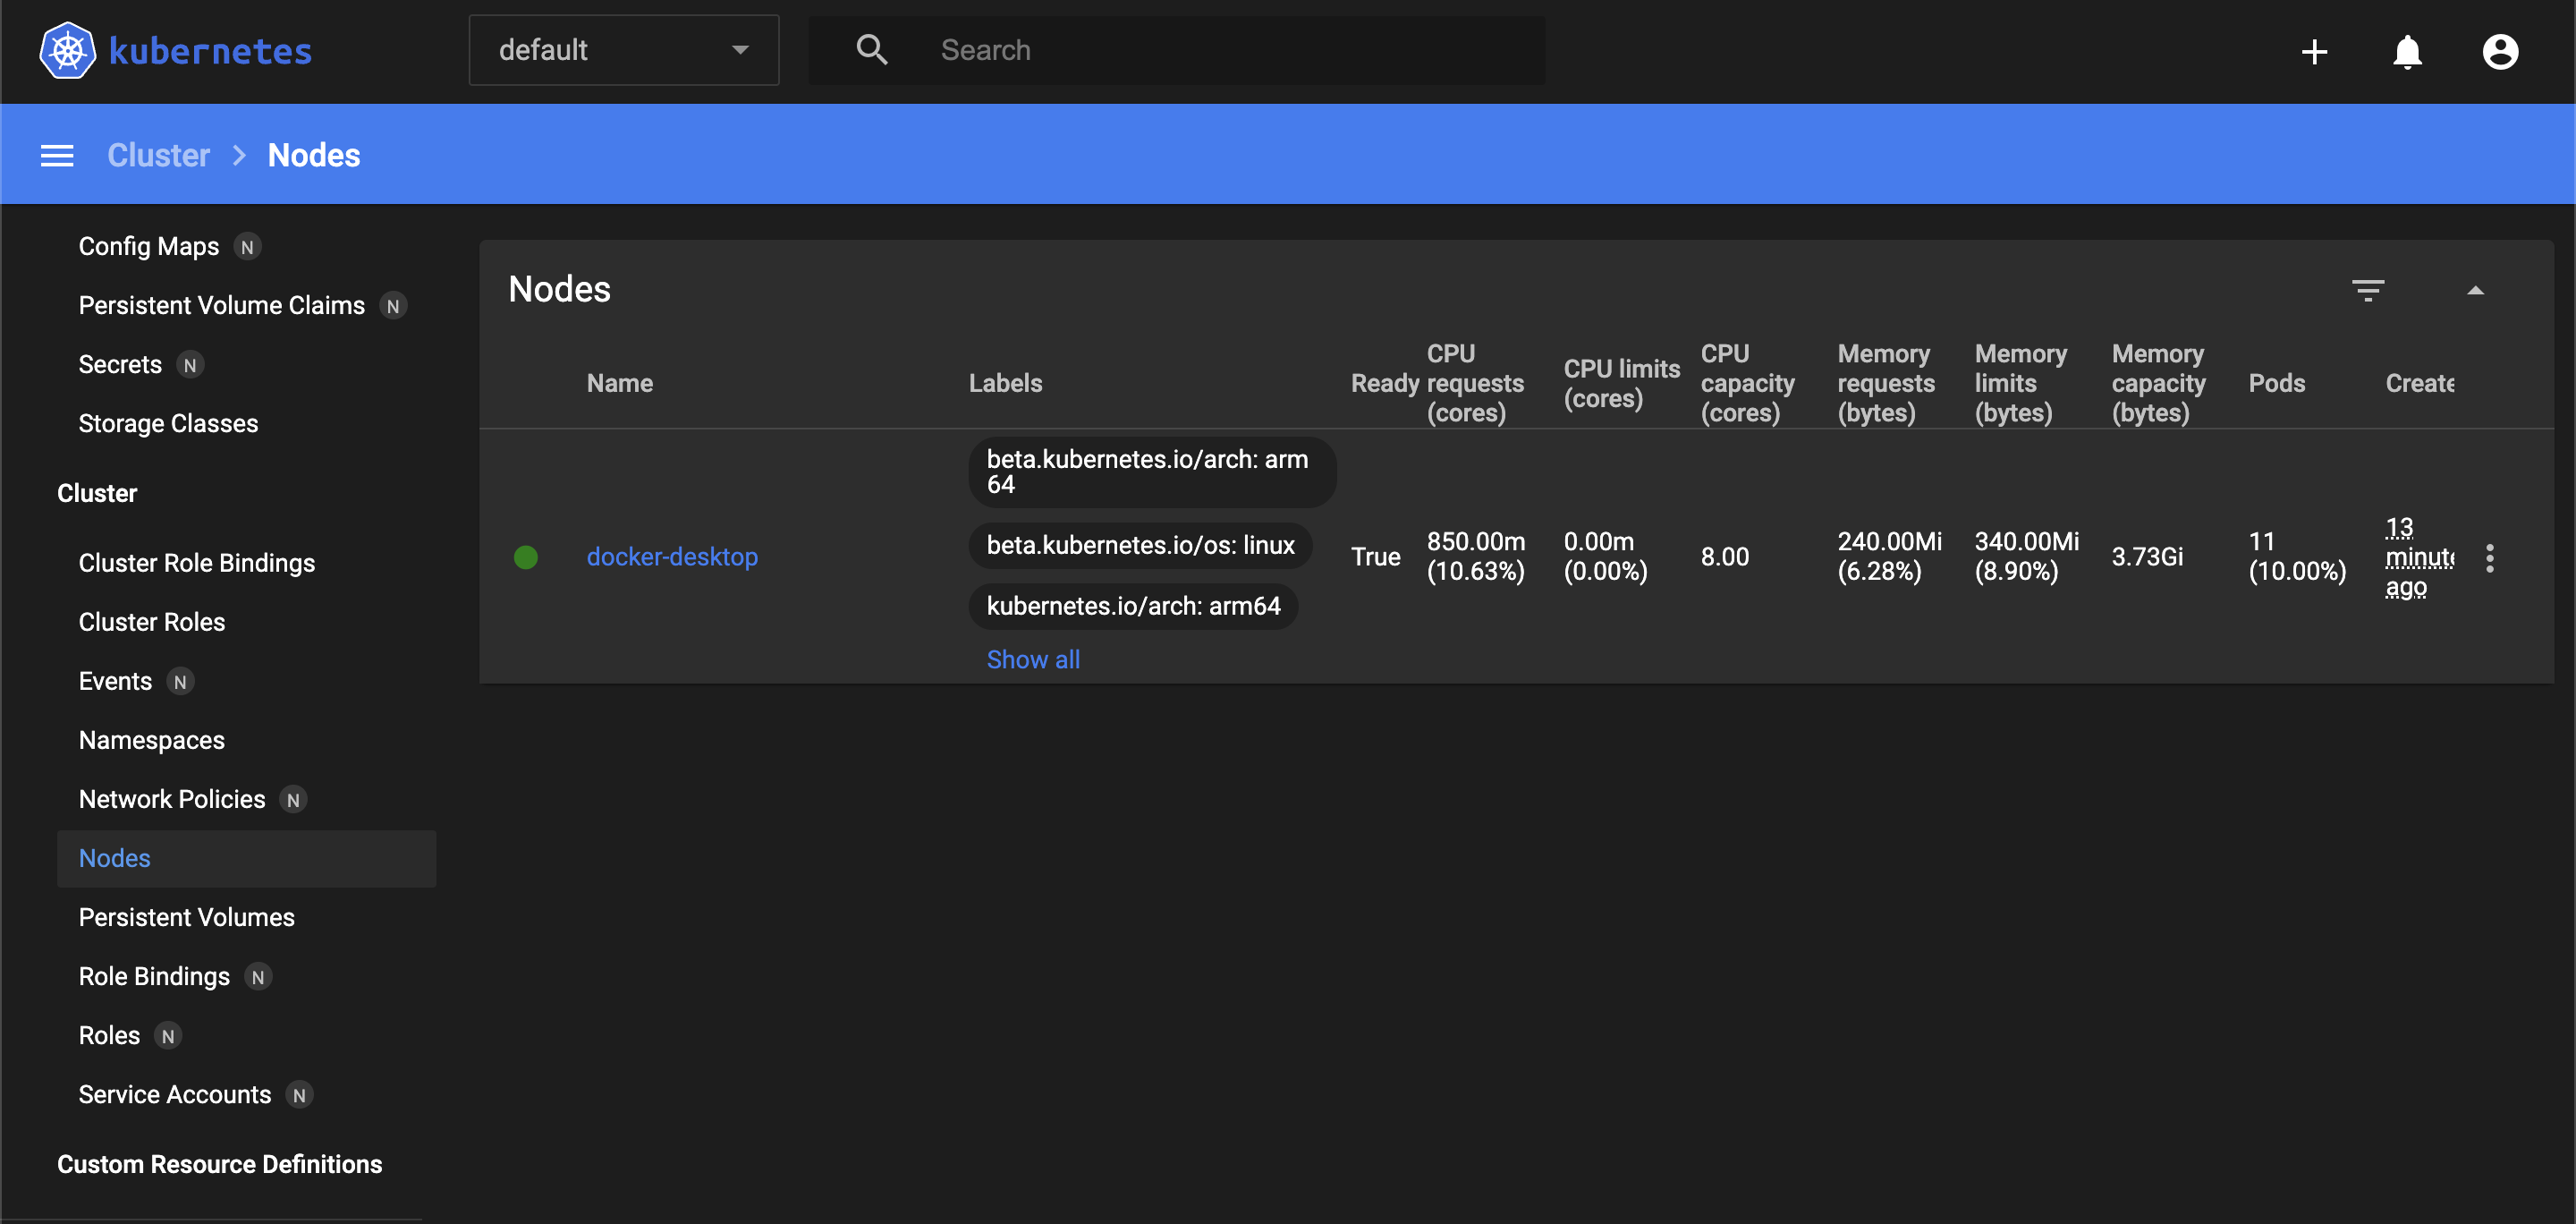 kubernetes
default
Search
Cluster > Nodes
Config Maps N
Persistent Volume Claims N
Secrets N
Storage Classes
Cluster
Cluster Role Bindings
Cluster Roles
Events N
Namespaces
Network Policies N
Nodes
Persistent Volumes
Role Bindings N
Roles N
Service Accounts N
Custom Resource Definitions
Nodes
Name
Labels
Ready
CPU
requests
(cores)
CPU limits
(cores)
CPU
capacity
(cores)
Memory
requests
(bytes)
Memory
limits
(bytes)
Memory
capacity
(bytes)
Pods
Create
docker-desktop
beta.kubernetes.io/arch: arm
64
beta.kubernetes.io/os: linux
kubernetes.io/arch: arm64
Show all
True
850.00m
(10.63%)
0.00m
(0.00%)
8.00
240.00Mi
(6.28%)
340.00Mi
(8.90%)
3.73Gi
11
(10.00%)
13
minute
ago